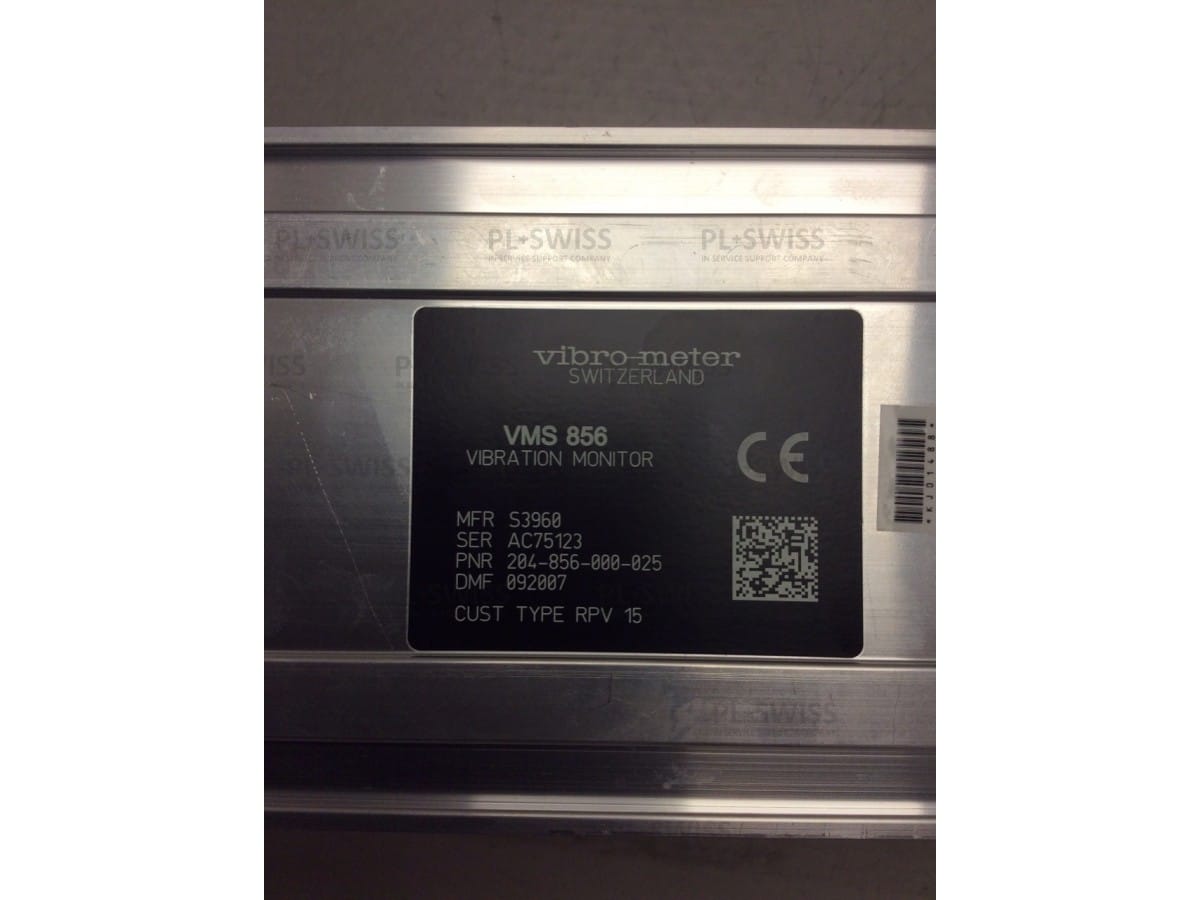 PL+SWISS PL+SWISS PL+SWISS
IN SERVICE SUPPORT COMPANY IN SERVICE SUPPORT COMPANY IN SERVICE SUPPORT COMPANY
vibro-meter
SWITZERLAND
VMS 856
CE
VIBRATION MONITOR
MFR S3960
SER AC75123
PNR 204-856-000-025
DMF 092007
CUST TYPE RPV 15
*KJ01488*
PL+SWISS